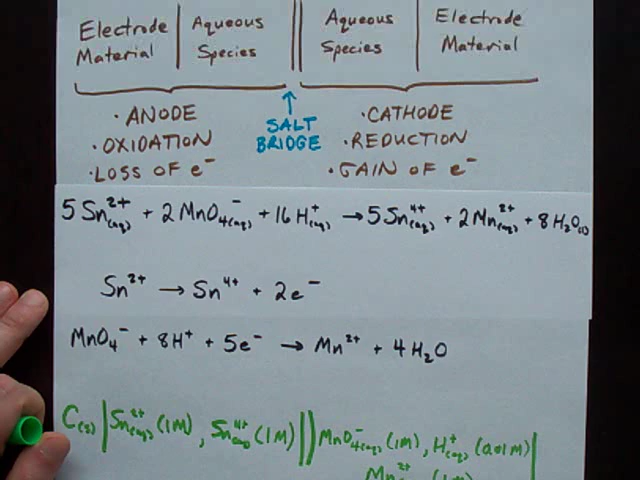 Electrode Material | Aqueous Species || Aqueous Species | Electrode Material
· ANODE
· OXIDATION
· LOSS OF e⁻
SALT BRIDGE
· CATHODE
· REDUCTION
· GAIN OF e⁻
5Sn²⁺(aq) + 2MnO₄⁻(aq) + 16H⁺(aq) → 5Sn⁴⁺(aq) + 2Mn²⁺(aq) + 8H₂O(l)
Sn²⁺ → Sn⁴⁺ + 2e⁻
MnO₄⁻ + 8H⁺ + 5e⁻ → Mn²⁺ + 4H₂O
C(s) | Sn²⁺(aq) (1M), Sn⁴⁺(aq) (1M) || MnO₄⁻(aq) (1M), H⁺(aq) (0.01M) |
Mn²⁺ (1M)